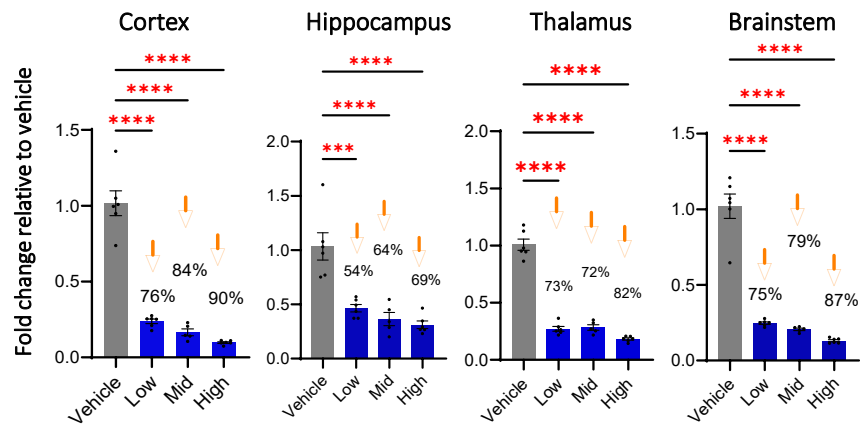 Cortex
Hippocampus
Thalamus
Brainstem
Fold change relative to vehicle
****
****
****
1.5
1.0
0.5
0.0
76%
84%
90%
Vehicle
Low
Mid
High
****
****
***
2.0
1.5
1.0
0.5
0.0
54%
64%
69%
Vehicle
Low
Mid
High
****
****
****
2.0
1.5
1.0
0.5
0.0
73%
72%
82%
Vehicle
Low
Mid
High
****
****
****
1.5
1.0
0.5
0.0
75%
79%
87%
Vehicle
Low
Mid
High